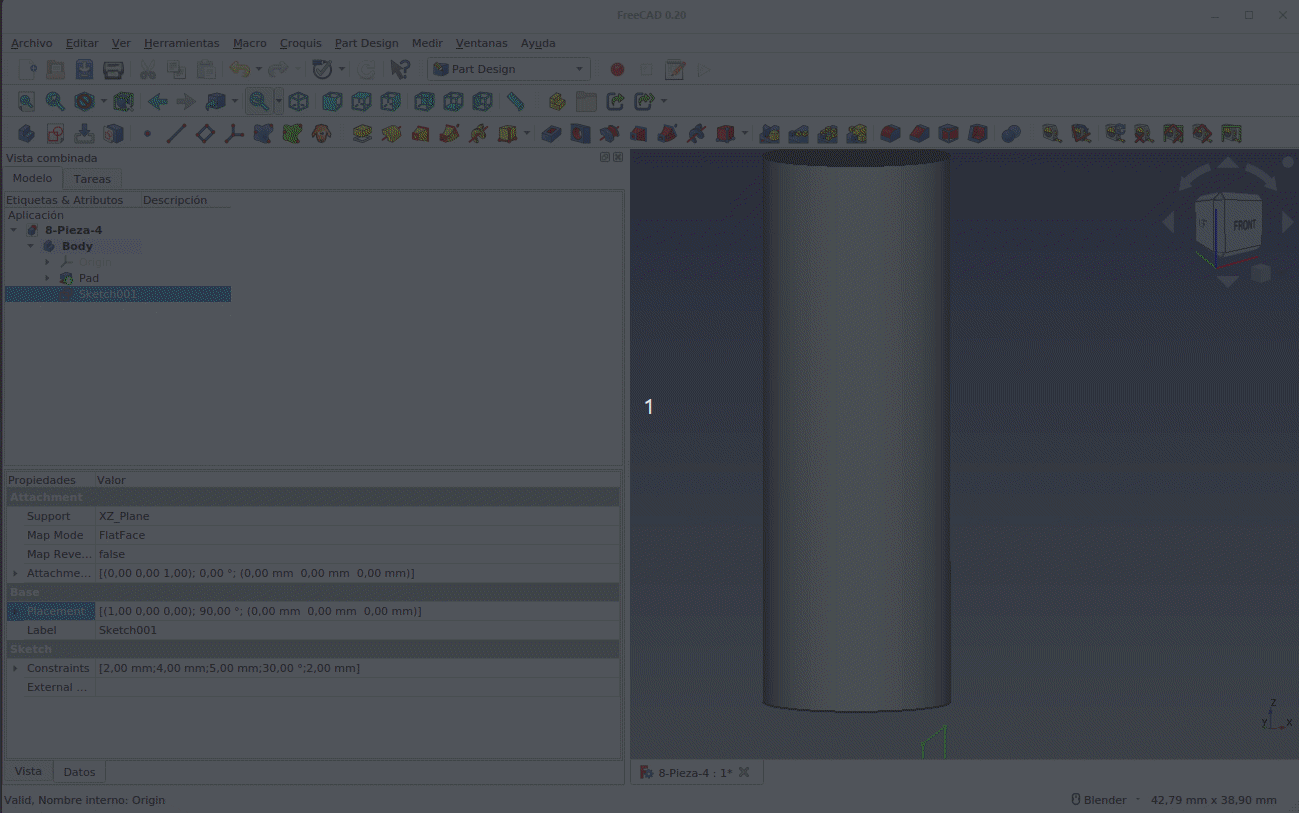 FreeCAD 0.20
Archivo Editar Ver Herramientas Macro Croquis Part Design Medir Ventanas Ayuda
Part Design
Vista combinada
Modelo Tareas
Etiquetas & Atributos Descripción
Aplicación
8-Pieza-4
Body
Origin
Pad
Sketch001
FRONT
1
Propiedades Valor
Attachment
Support XZ_Plane
Map Mode FlatFace
Map Reve... false
Attachme... [(0,00 0,00 1,00); 0,00 °; (0,00 mm 0,00 mm 0,00 mm)]
Base
Placement [(1,00 0,00 0,00); 90,00 °; (0,00 mm 0,00 mm 0,00 mm)]
Label Sketch001
Sketch
Constraints [2,00 mm;4,00 mm;5,00 mm;30,00 °;2,00 mm]
External ...
Z
Y X
Vista Datos
8-Pieza-4 : 1*
Valid, Nombre interno: Origin
Blender 42,79 mm x 38,90 mm